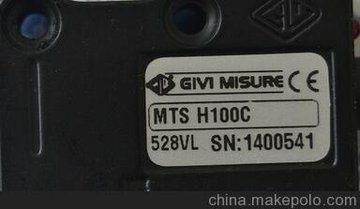 GIVI MISURE CE
MTS H100C
528VL SN:1400541
china.makepolo.com